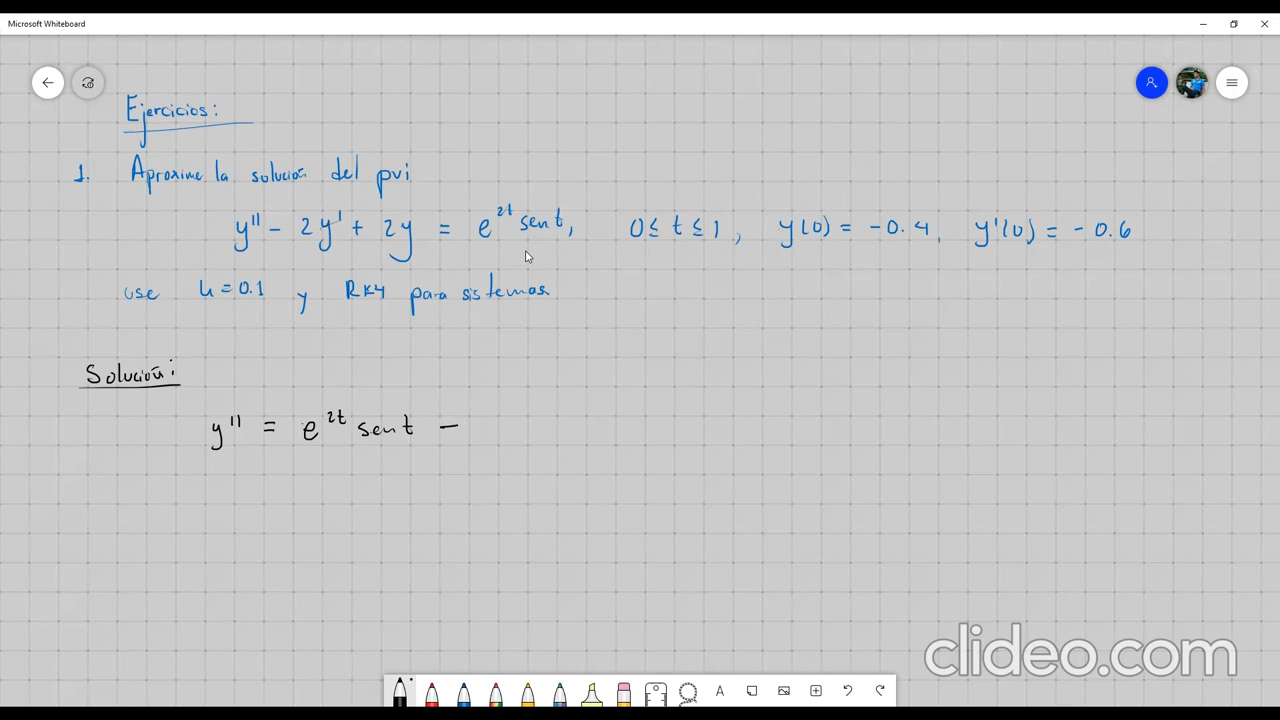 Microsoft Whiteboard
Ejercicios:
1. Aproxime la solución del pvi
y'' - 2y' + 2y = e^{2t} sen t, 0 ≤ t ≤ 1, y(0) = -0.4, y'(0) = -0.6
use h = 0.1 y RK4 para sistemas
Solución:
y'' = e^{2t} sen t -
clideo.com
A